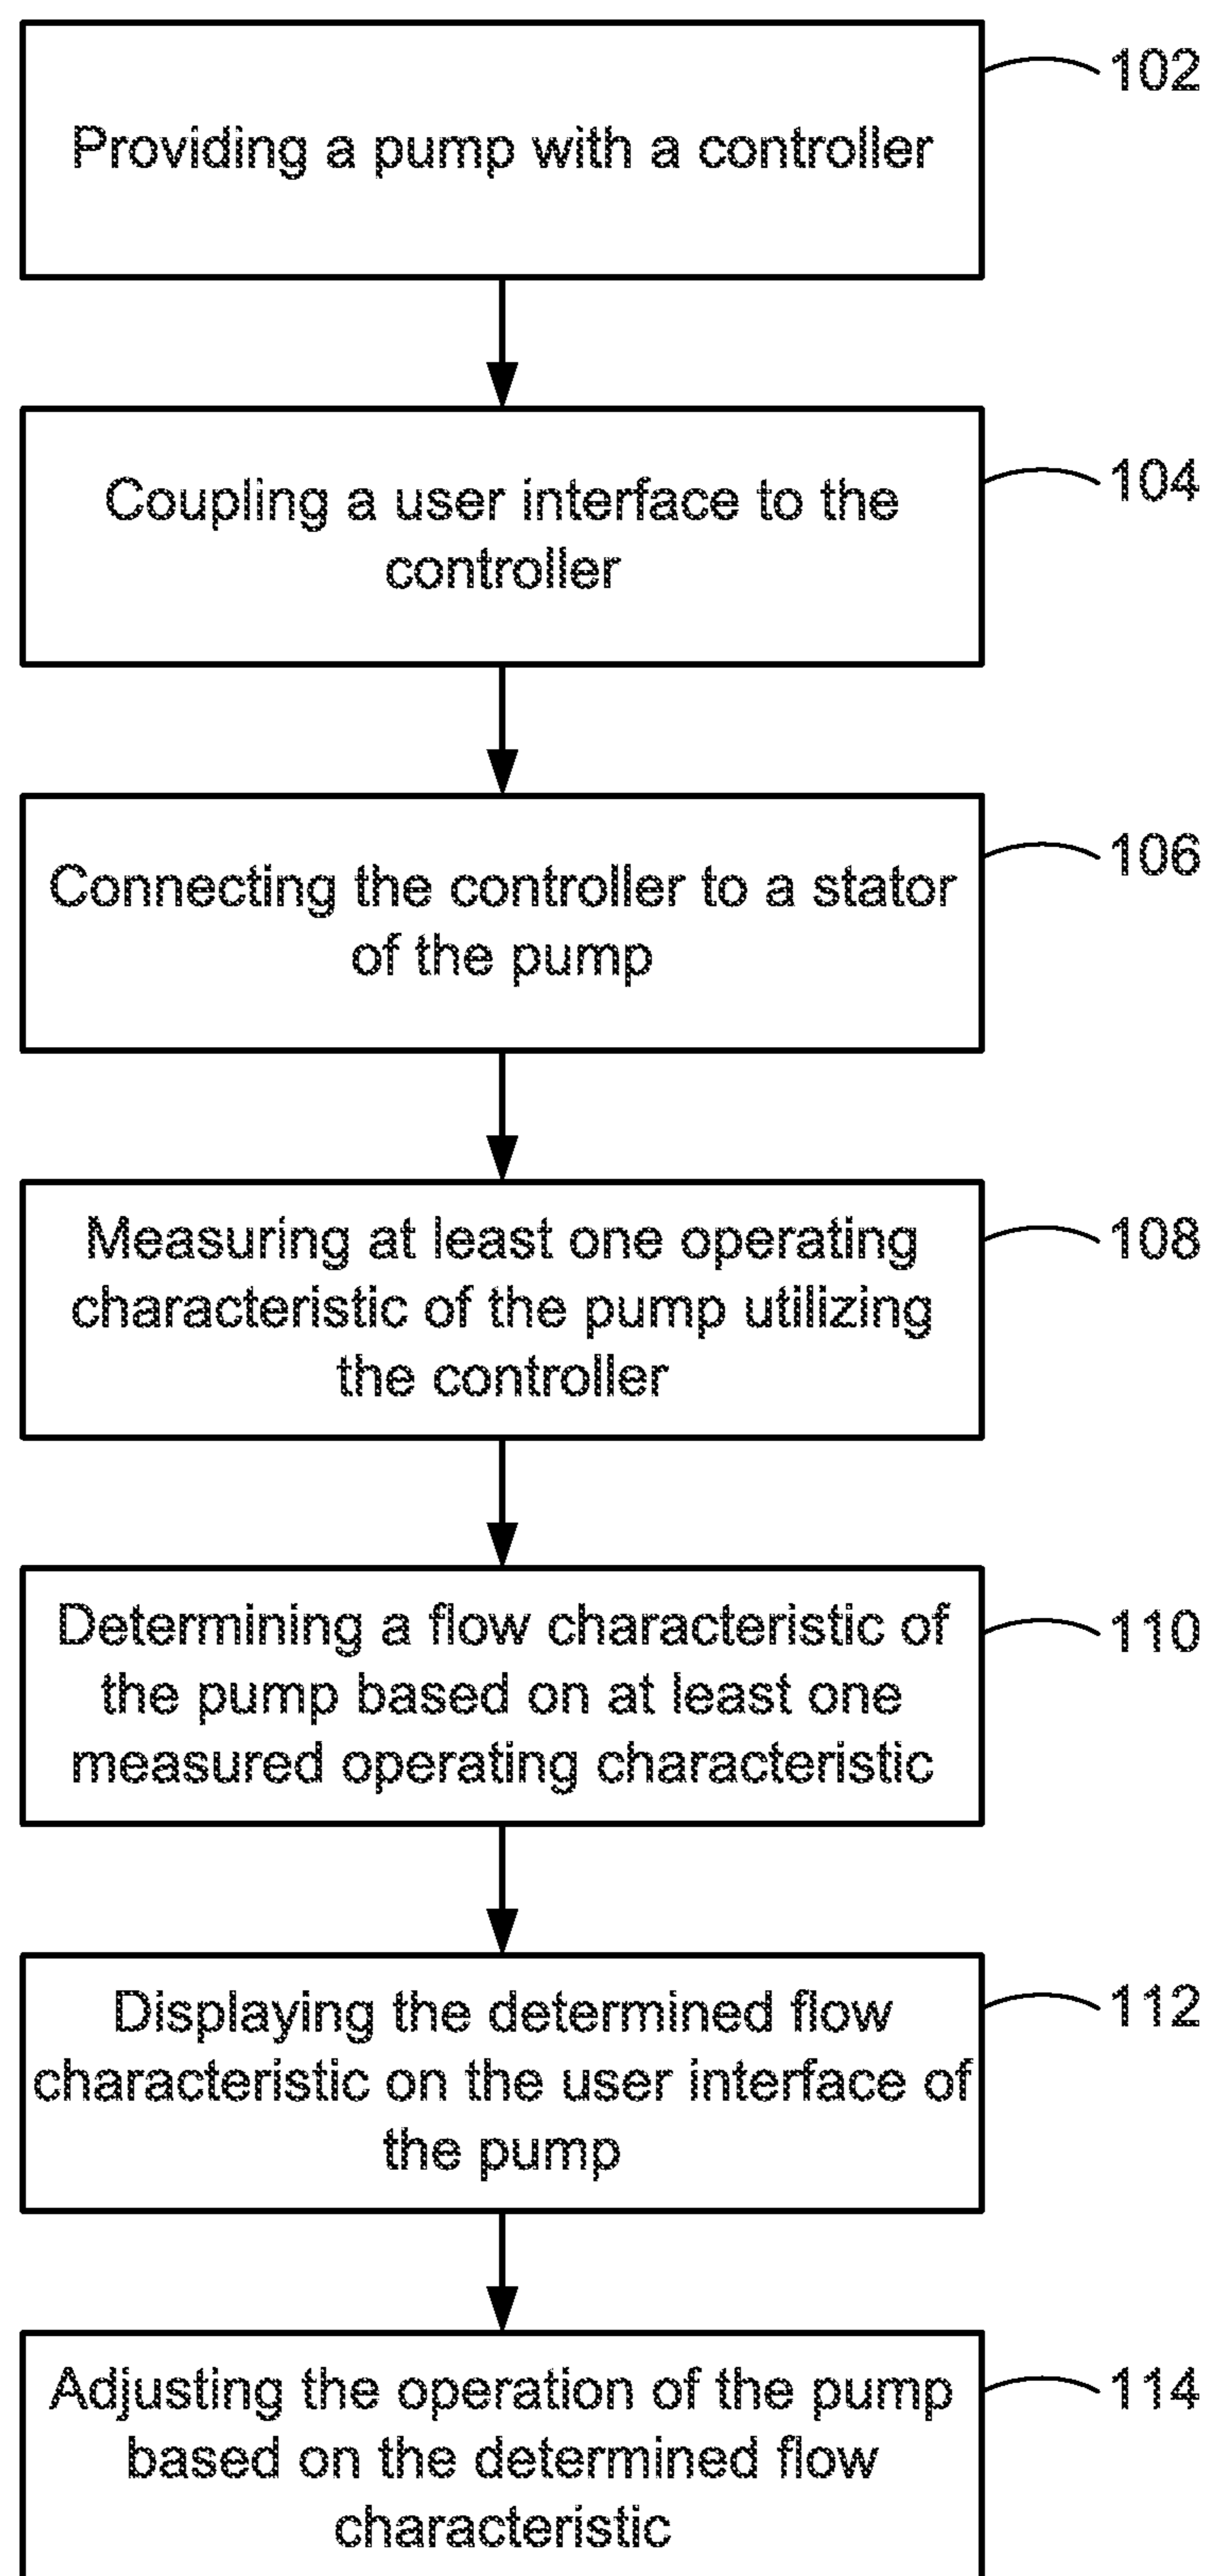 Providing a pump with a controller
102
Coupling a user interface to the
controller
104
Connecting the controller to a stator
of the pump
106
Measuring at least one operating
characteristic of the pump utilizing
the controller
108
Determining a flow characteristic of
the pump based on at least one
measured operating characteristic
110
Displaying the determined flow
characteristic on the user interface of
the pump
112
Adjusting the operation of the pump
based on the determined flow
characteristic
114